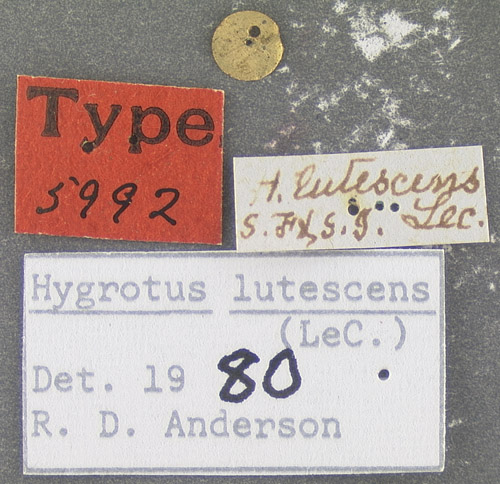 Type
5992
H. lutescens
Lec.
Hygrotus lutescens
(LeC.)
Det. 19 80
R. D. Anderson